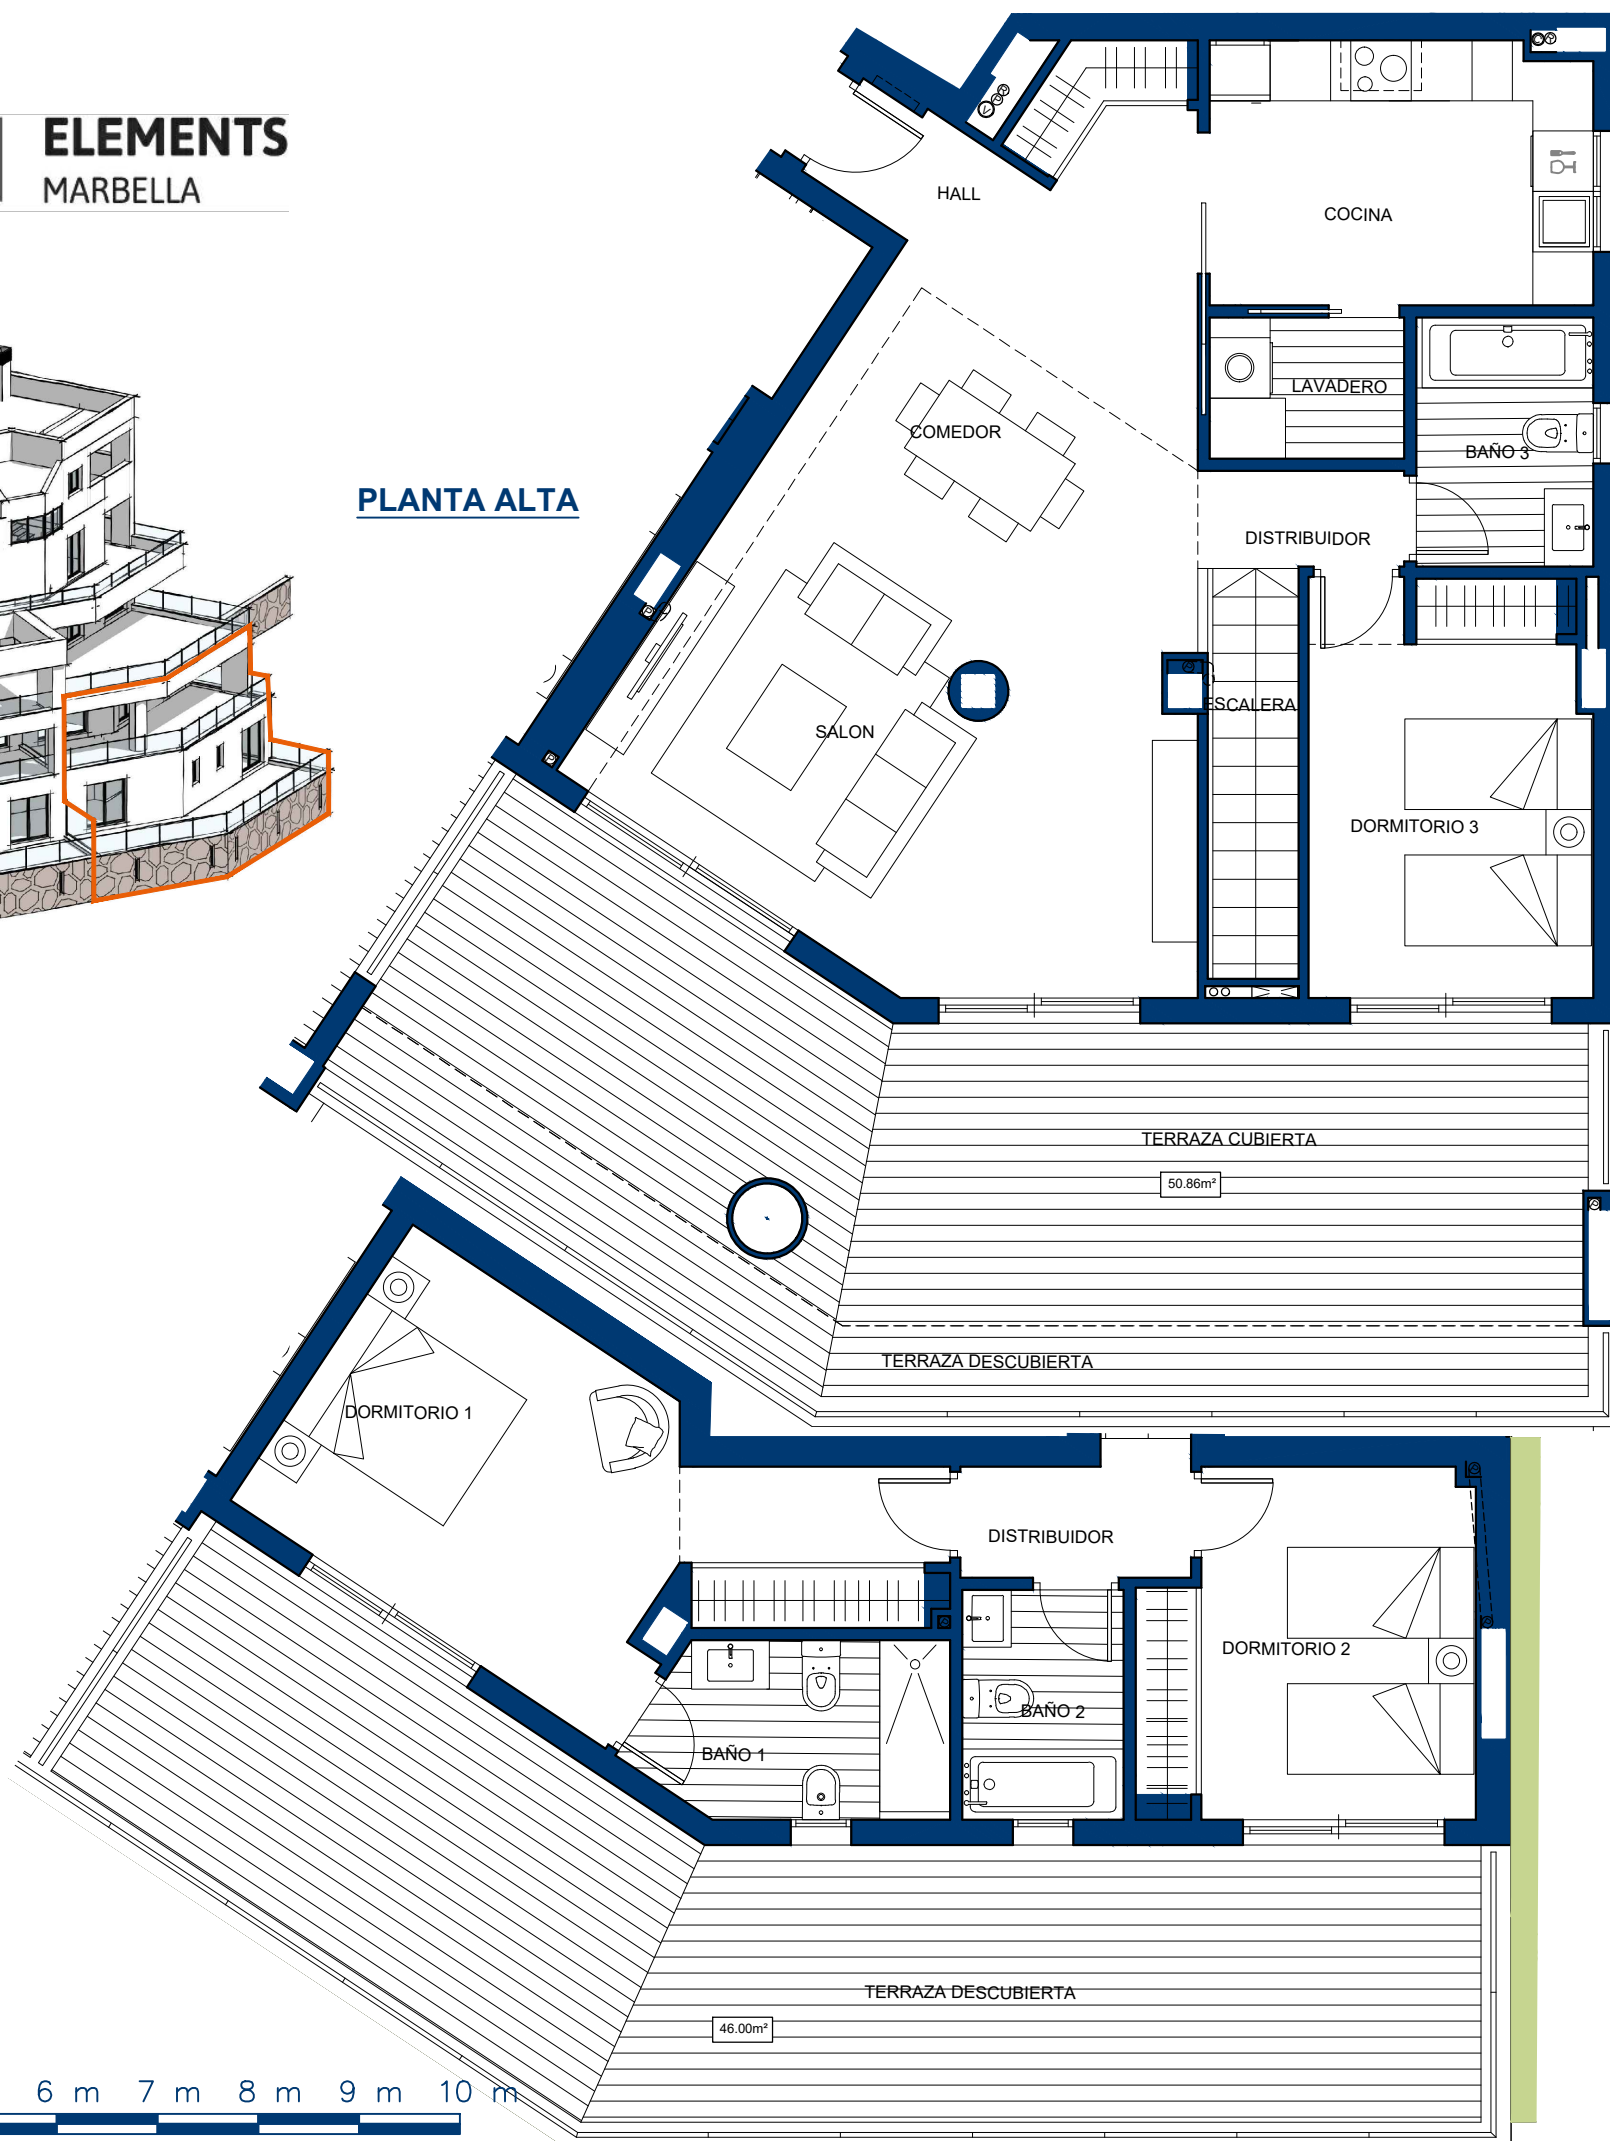 ELEMENTS
MARBELLA
HALL
COCINA
LAVADERO
COMEDOR
BAÑO 3
PLANTA ALTA
DISTRIBUIDOR
ESCALERA
SALON
DORMITORIO 3
TERRAZA CUBIERTA
50.86m²
TERRAZA DESCUBIERTA
DORMITORIO 1
DISTRIBUIDOR
DORMITORIO 2
BAÑO 2
BAÑO 1
TERRAZA DESCUBIERTA
46.00m²
6 m 7 m 8 m 9 m 10 m